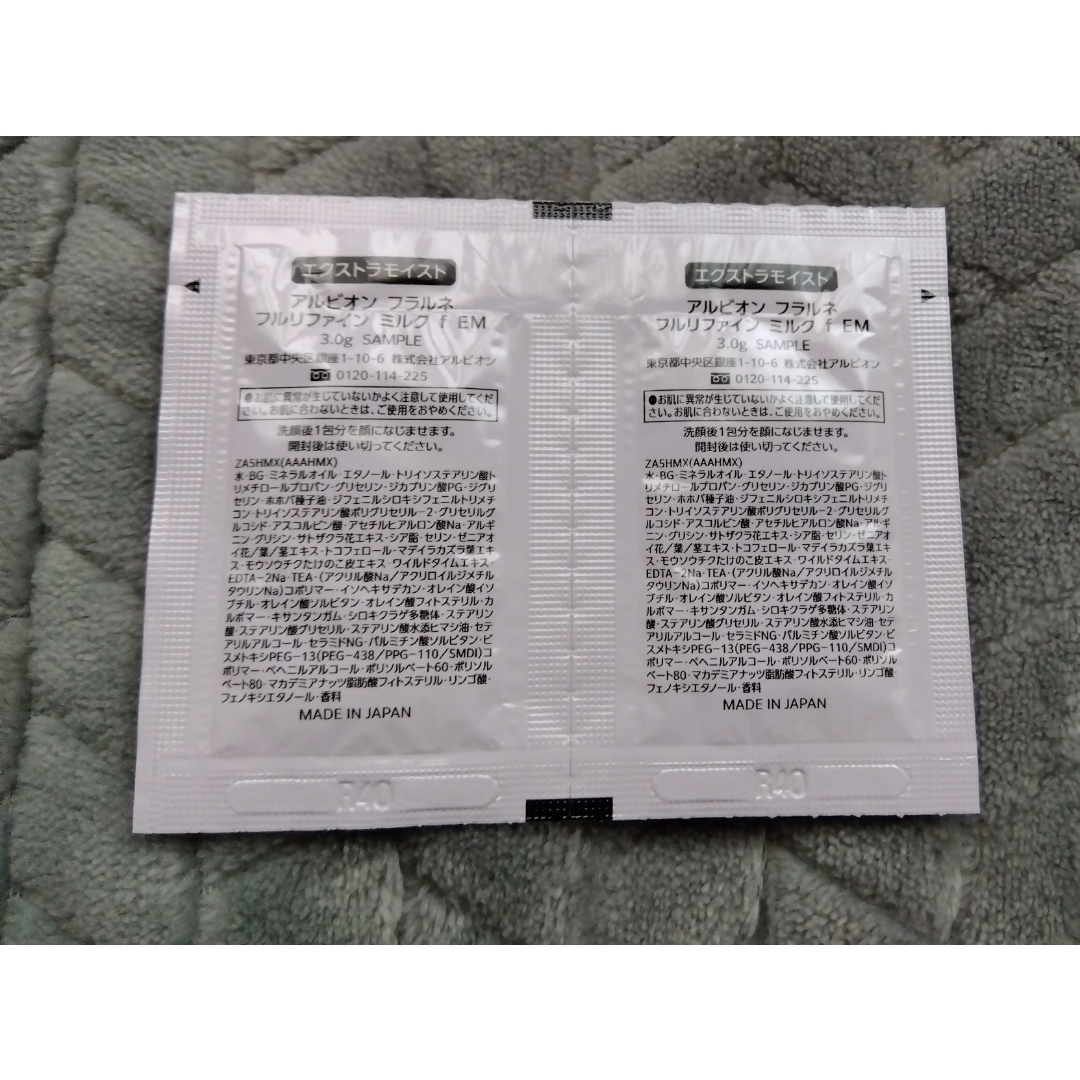 エクストラモイスト
アルビオン フラルネ
フルリファイン ミルク f EM
3.0g SAMPLE
東京都中央区銀座1-10-6 株式会社アルビオン
0120-114-225
●お肌に異常が生じていないかよく注意して使用してくだ
さい。お肌に合わないときは、ご使用をおやめください。
洗顔後1包分を顔になじませます。
開封後は使い切ってください。
ZA5HMX(AAAHMX)
水・BG・ミネラルオイル・エタノール・トリイソステアリン酸ト
リメチロールプロパン・グリセリン・ジカプリン酸PG・ジグリ
セリン・ホホバ種子油・ジフェニルシロキシフェニルトリメチ
コン・トリイソステアリン酸ポリグリセリル-2・グリセリルグ
ルコシド・アスコルビン酸・アセチルヒアルロン酸Na・アルギ
ニン・グリシン・サトザクラ花エキス・シア脂・セリン・ゼニアオ
イ花/葉/茎エキス・トコフェロール・マデイラカズラ葉エキ
ス・モウソウチクたけのこ皮エキス・ワイルドタイムエキス・
EDTA-2Na・TEA・(アクリル酸Na/アクリロイルジメチル
タウリンNa)コポリマー・イソヘキサデカン・オレイン酸イソ
ブチル・オレイン酸ソルビタン・オレイン酸フィトステリル・カ
ルボマー・キサンタンガム・シロキクラゲ多糖体・ステアリン
酸・ステアリン酸グリセリル・ステアリン酸水添ヒマシ油・セテ
アリルアルコール・セラミドNG・パルミチン酸ソルビタン・ビ
スメトキシPEG-13(PEG-438/PPG-110/SMDI)コ
ポリマー・ベヘニルアルコール・ポリソルベート60・ポリソル
ベート80・マカデミアナッツ脂肪酸フィトステリル・リンゴ酸・
フェノキシエタノール・香料
MADE IN JAPAN
R40
エクストラモイスト
アルビオン フラルネ
フルリファイン ミルク f EM
3.0g SAMPLE
東京都中央区銀座1-10-6 株式会社アルビオン
0120-114-225
●お肌に異常が生じていないかよく注意して使用してくだ
さい。お肌に合わないときは、ご使用をおやめください。
洗顔後1包分を顔になじませます。
開封後は使い切ってください。
ZA5HMX(AAAHMX)
水・BG・ミネラルオイル・エタノール・トリイソステアリン酸ト
リメチロールプロパン・グリセリン・ジカプリン酸PG・ジグリ
セリン・ホホバ種子油・ジフェニルシロキシフェニルトリメチ
コン・トリイソステアリン酸ポリグリセリル-2・グリセリルグ
ルコシド・アスコルビン酸・アセチルヒアルロン酸Na・アルギ
ニン・グリシン・サトザクラ花エキス・シア脂・セリン・ゼニアオ
イ花/葉/茎エキス・トコフェロール・マデイラカズラ葉エキ
ス・モウソウチクたけのこ皮エキス・ワイルドタイムエキス・
EDTA-2Na・TEA・(アクリル酸Na/アクリロイルジメチル
タウリンNa)コポリマー・イソヘキサデカン・オレイン酸イソ
ブチル・オレイン酸ソルビタン・オレイン酸フィトステリル・カ
ルボマー・キサンタンガム・シロキクラゲ多糖体・ステアリン
酸・ステアリン酸グリセリル・ステアリン酸水添ヒマシ油・セテ
アリルアルコール・セラミドNG・パルミチン酸ソルビタン・ビ
スメトキシPEG-13(PEG-438/PPG-110/SMDI)コ
ポリマー・ベヘニルアルコール・ポリソルベート60・ポリソル
ベート80・マカデミアナッツ脂肪酸フィトステリル・リンゴ酸・
フェノキシエタノール・香料
MADE IN JAPAN
R40